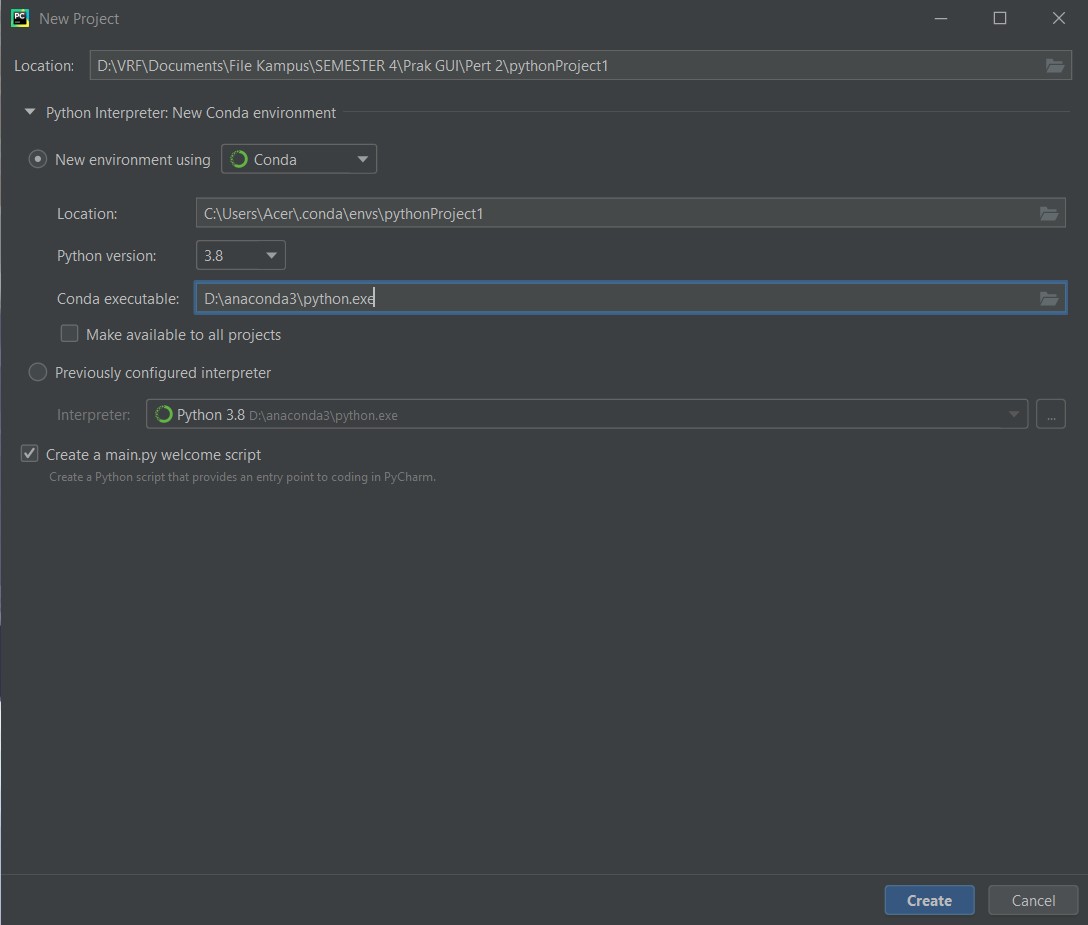 PC New Project
Location: D:\VRF\Documents\File Kampus\SEMESTER 4\Prak GUI\Pert 2\pythonProject1
Python Interpreter: New Conda environment
New environment using Conda
Location: C:\Users\Acer\.conda\envs\pythonProject1
Python version: 3.8
Conda executable: D:\anaconda3\python.exe
Make available to all projects
Previously configured interpreter
Interpreter: Python 3.8 D:\anaconda3\python.exe ...
Create a main.py welcome script
Create a Python script that provides an entry point to coding in PyCharm.
Create Cancel